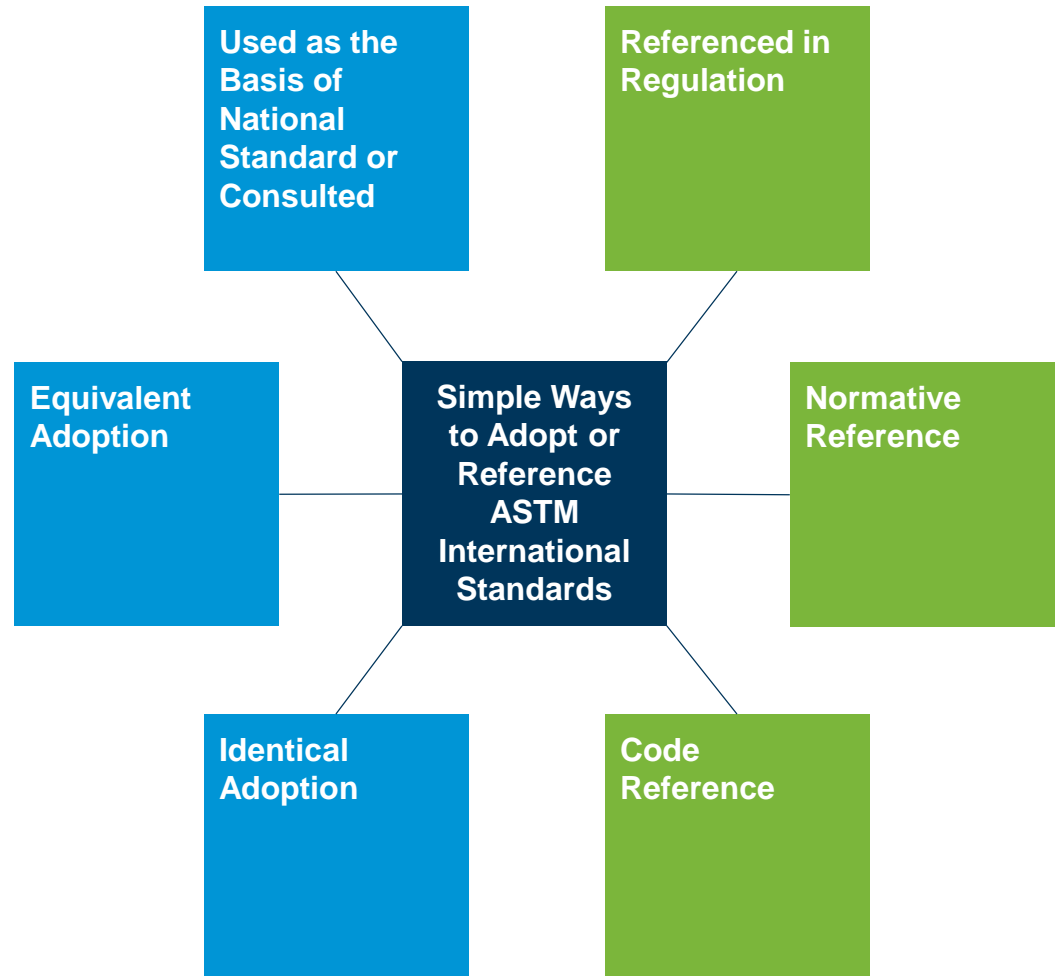 Used as the
Basis of
National
Standard or
Consulted
Referenced in
Regulation
Equivalent
Adoption
Simple Ways
to Adopt or
Reference
ASTM
International
Standards
Normative
Reference
Identical
Adoption
Code
Reference